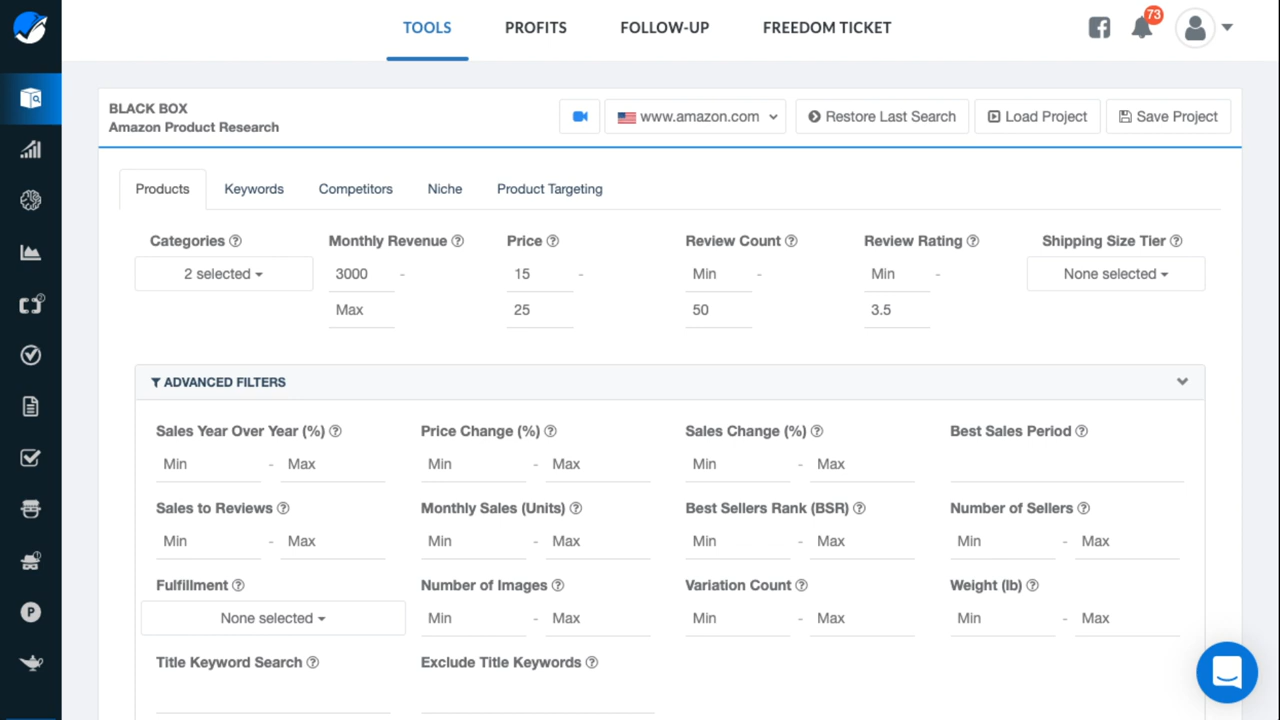 TOOLS PROFITS FOLLOW-UP FREEDOM TICKET 73
BLACK BOX
Amazon Product Research
www.amazon.com Restore Last Search Load Project Save Project
Products Keywords Competitors Niche Product Targeting
Categories ? Monthly Revenue ? Price ? Review Count ? Review Rating ? Shipping Size Tier ?
2 selected 3000 - 15 - Min - Min - None selected
Max 25 50 3.5
ADVANCED FILTERS
Sales Year Over Year (%) ? Price Change (%) ? Sales Change (%) ? Best Sales Period ?
Min - Max Min - Max Min - Max
Sales to Reviews ? Monthly Sales (Units) ? Best Sellers Rank (BSR) ? Number of Sellers ?
Min - Max Min - Max Min - Max Min - Max
Fulfillment ? Number of Images ? Variation Count ? Weight (lb) ?
None selected Min - Max Min - Max Min - Max
Title Keyword Search ? Exclude Title Keywords ?